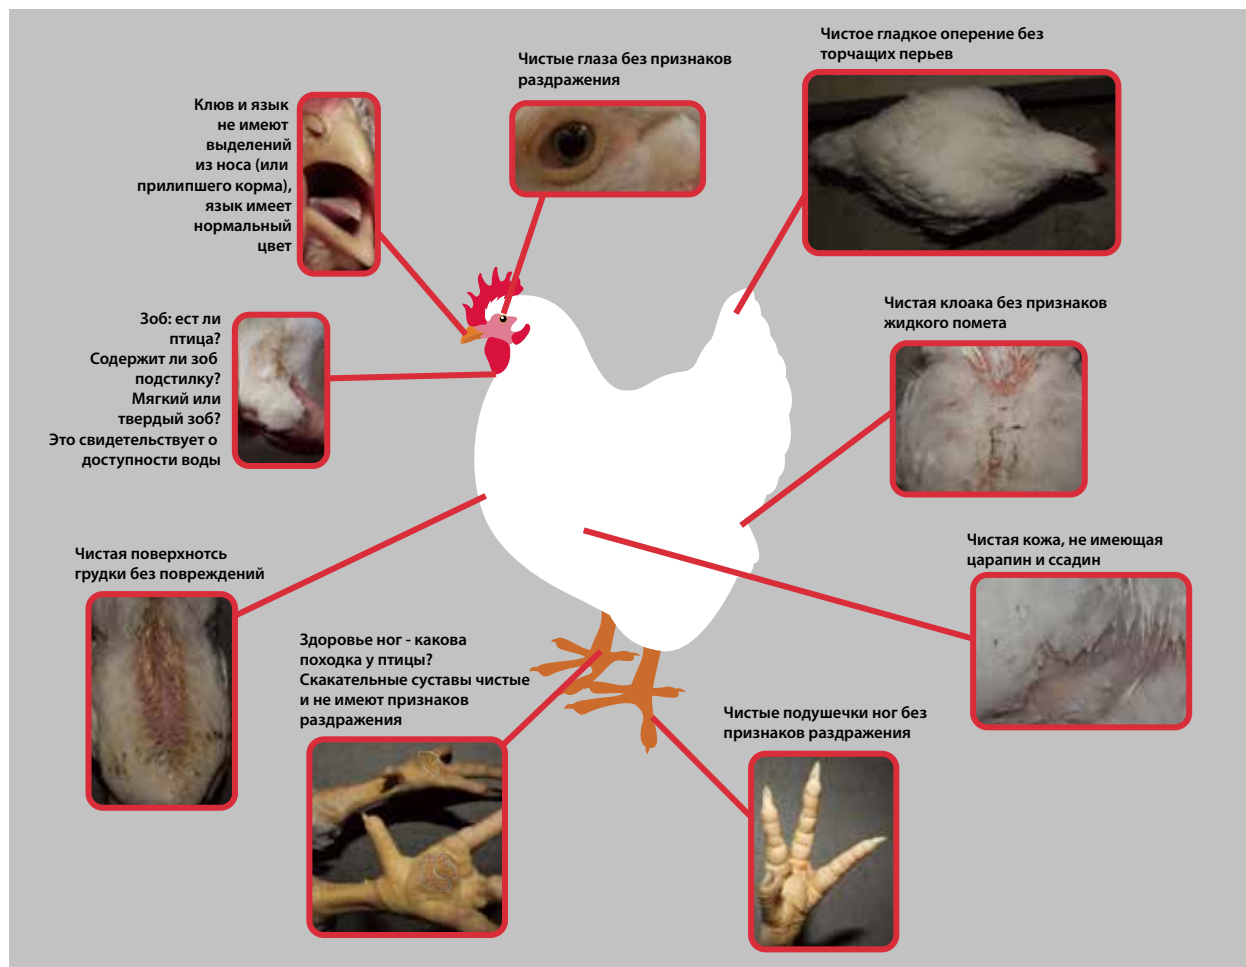 Чистое гладкое оперение без
торчащих перьев
Чистые глаза без признаков
раздражения
Клюв и язык
не имеют
выделений
из носа (или
прилипшего корма),
язык имеет
нормальный
цвет
Чистая клоака без признаков
жидкого помета
Зоб: ест ли
птица?
Содержит ли зоб
подстилку?
Мягкий или
твердый зоб?
Это свидетельствует о
доступности воды
Чистая кожа, не имеющая
царапин и ссадин
Чистая поверхнотсь
грудки без повреждений
Здоровье ног - какова
походка у птицы?
Скакательные суставы чистые
и не имеют признаков
раздражения
Чистые подушечки ног без
признаков раздражения